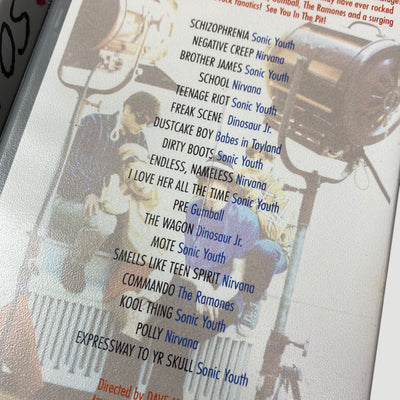 Gumball, The Ramones and a surging
rock fanatics! See You In The Pit!
SCHIZOPHRENIA Sonic Youth
NEGATIVE CREEP Nirvana
BROTHER JAMES Sonic Youth
SCHOOL Nirvana
TEENAGE RIOT Sonic Youth
FREAK SCENE Dinosaur Jr.
DUSTCAKE BOY Babes in Toyland
DIRTY BOOTS Sonic Youth
ENDLESS, NAMELESS Nirvana
I LOVE HER ALL THE TIME Sonic Youth
PRE Gumball
THE WAGON Dinosaur Jr.
MOTE Sonic Youth
SMELLS LIKE TEEN SPIRIT Nirvana
COMMANDO The Ramones
KOOL THING Sonic Youth
POLLY Nirvana
EXPRESSWAY TO YR SKULL Sonic Youth
Directed by DAVE